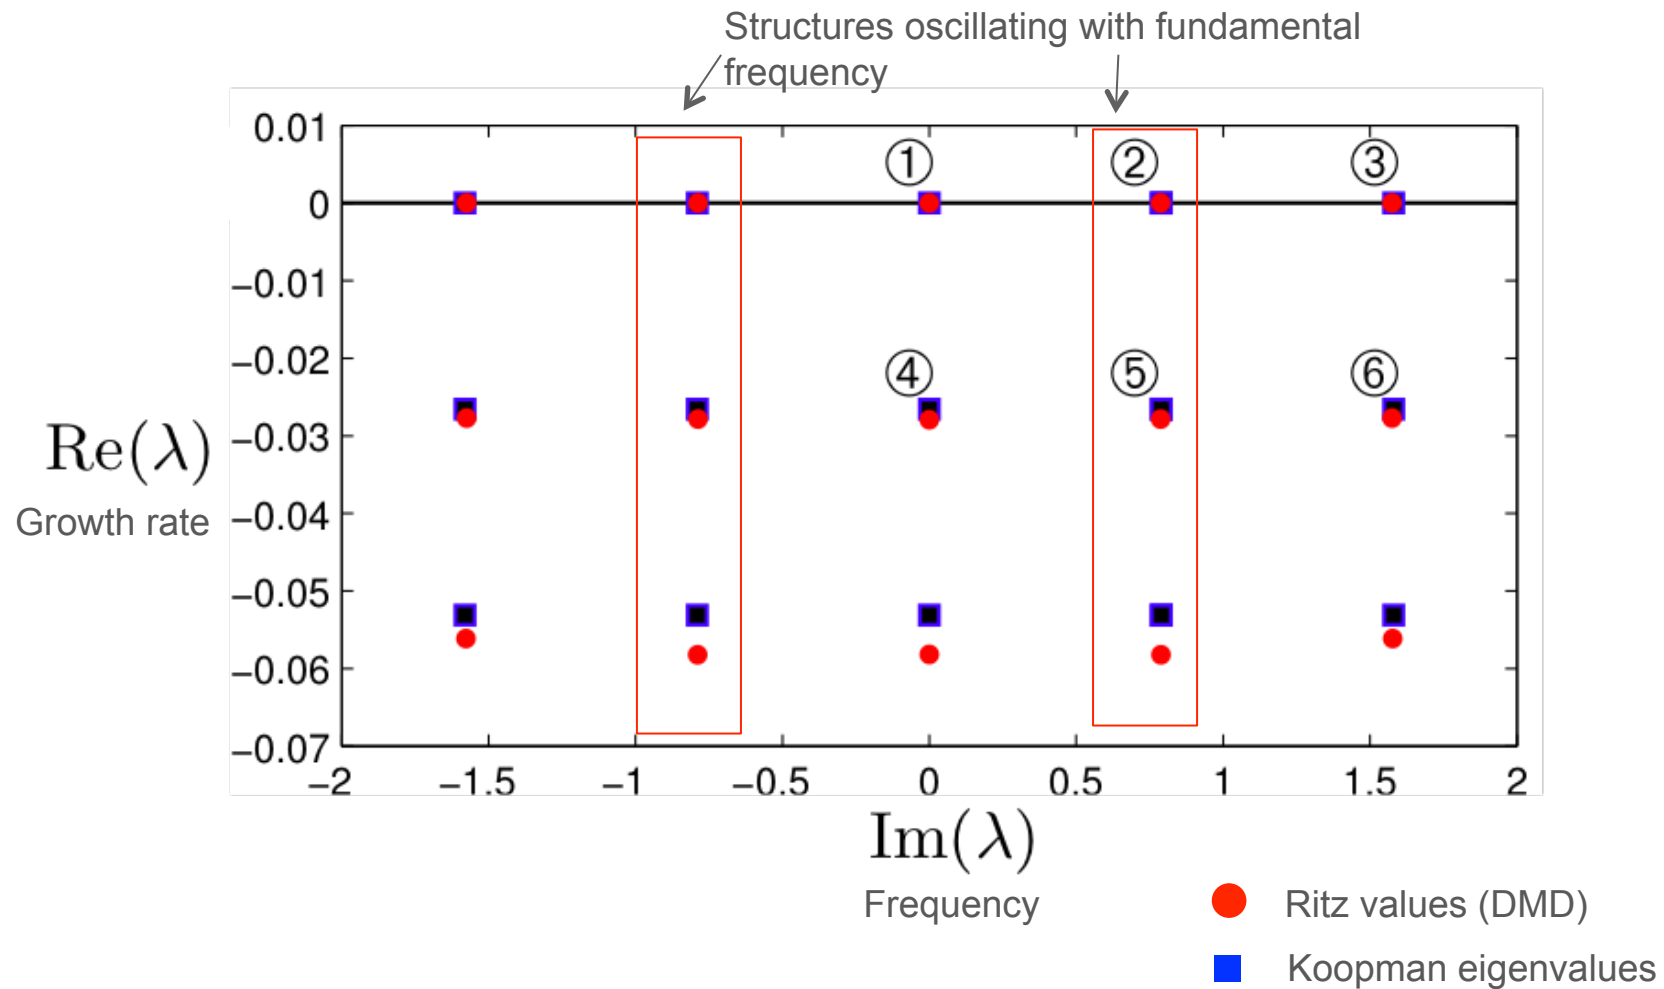 Structures oscillating with fundamental
frequency
0.01
① ② ③
0
−0.01
−0.02
④ ⑤ ⑥
−0.03
Re(λ)
Growth rate
−0.04
−0.05
−0.06
−0.07
−2 −1.5 −1 −0.5 0 0.5 1 1.5 2
Im(λ)
Frequency
Ritz values (DMD)
Koopman eigenvalues